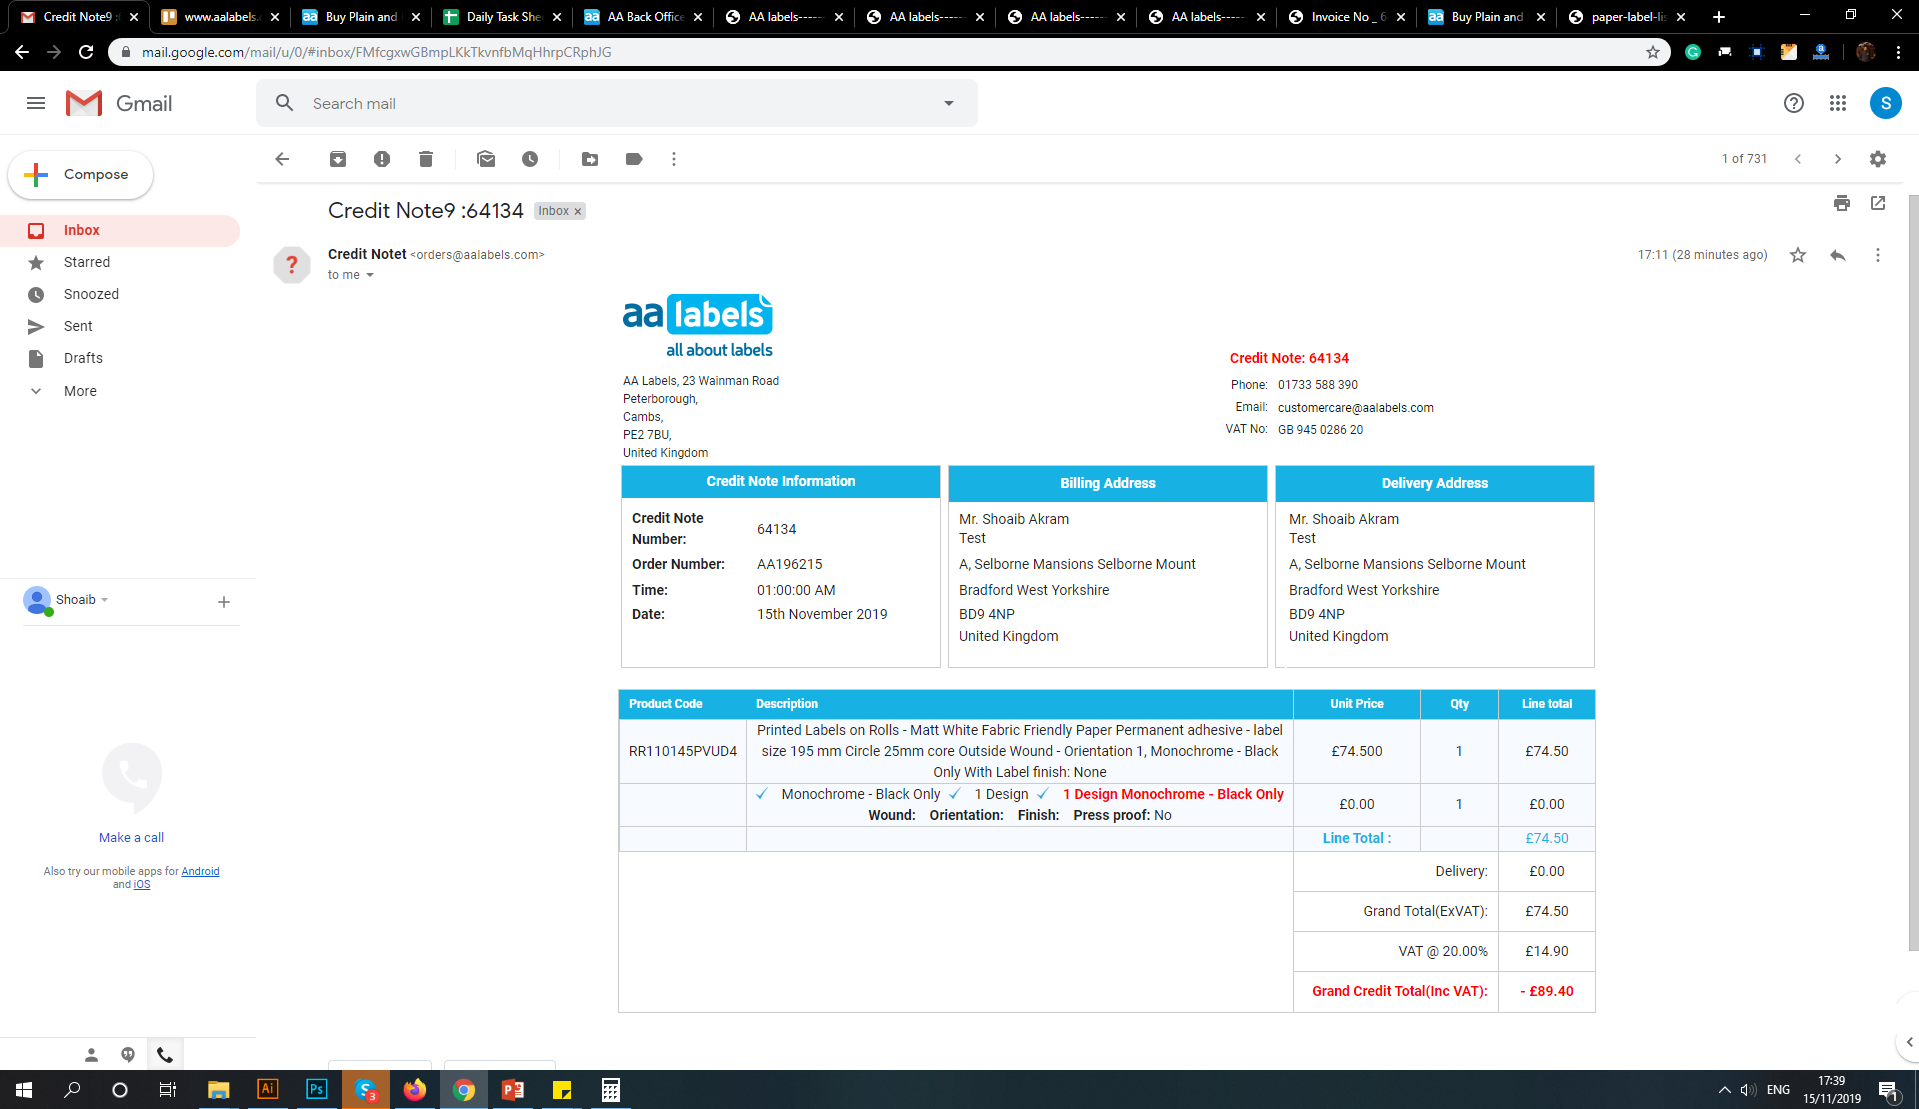 Credit Note9 :
www.aalabels.
Buy Plain and
Daily Task She
AA Back Office
AA labels------
AA labels------
AA labels------
AA labels------
Invoice No _ 6
Buy Plain and
paper-label-lis
mail.google.com/mail/u/0/#inbox/FMfcgxwGBmpLKkTkvnfbMqHhrpCRphJG
Gmail
Search mail
S
Compose
1 of 731
Inbox
Starred
Snoozed
Sent
Drafts
More
Credit Note9 :64134
Inbox x
Credit Notet <orders@aalabels.com>
17:11 (28 minutes ago)
to me
aa labels
all about labels
AA Labels, 23 Wainman Road
Peterborough,
Cambs,
PE2 7BU,
United Kingdom
Credit Note: 64134
Phone: 01733 588 390
Email: customercare@aalabels.com
VAT No: GB 945 0286 20
Credit Note Information
Credit Note Number: 64134
Order Number: AA196215
Time: 01:00:00 AM
Date: 15th November 2019
Billing Address
Mr. Shoaib Akram
Test
A, Selborne Mansions Selborne Mount
Bradford West Yorkshire
BD9 4NP
United Kingdom
Delivery Address
Mr. Shoaib Akram
Test
A, Selborne Mansions Selborne Mount
Bradford West Yorkshire
BD9 4NP
United Kingdom
Product Code Description Unit Price Qty Line total
Printed Labels on Rolls - Matt White Fabric Friendly Paper Permanent adhesive - label
RR110145PVUD4 size 195 mm Circle 25mm core Outside Wound - Orientation 1, Monochrome - Black £74.500 1 £74.50
Only With Label finish: None
Monochrome - Black Only 1 Design 1 Design Monochrome - Black Only £0.00 1 £0.00
Wound: Orientation: Finish: Press proof: No
Line Total : £74.50
Delivery: £0.00
Grand Total(ExVAT): £74.50
VAT @ 20.00% £14.90
Grand Credit Total(Inc VAT): - £89.40
Shoaib
Make a call
Also try our mobile apps for Android
and iOS
Ai
Ps
3
ENG
17:39
15/11/2019
1